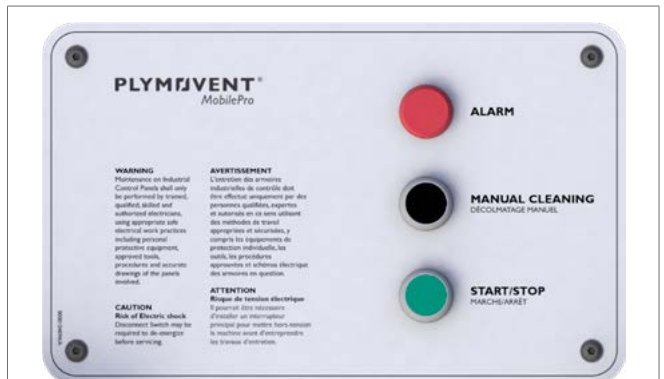 PLYMOVENT®
MobilePro
WARNING
Maintenance on Industrial
Control Panels shall only
be performed by trained,
qualified, skilled and
authorized electricians,
using appropriate safe
electrical work practices
including personal
protective equipment,
approved tools,
procedures and accurate
drawings of the panels
involved.
CAUTION
Risk of Electric shock
Disconnect Switch may be
required to de-energize
before servicing.
AVERTISSEMENT
L'entretien des armoires
industrielles de contrôle doit
être effectué uniquement par des
personnes qualifiées, expertes
et autorisés en ce sens utilisant
des méthodes de travail
appropriées et sécurisées, y
compris les équipements de
protection individuelle, les
outils, les procédures
approuvées et schémas électrique
des armoires en question.
ATTENTION
Risque de tension électrique
Il pourrait être nécessaire
d'installer un interrupteur
principal pour mettre hors-tension
la machine avant d'entreprendre
les travaux d'entretien.
ALARM
MANUAL CLEANING
DÉCOLMATAGE MANUEL
START/STOP
MARCHE/ARRÊT